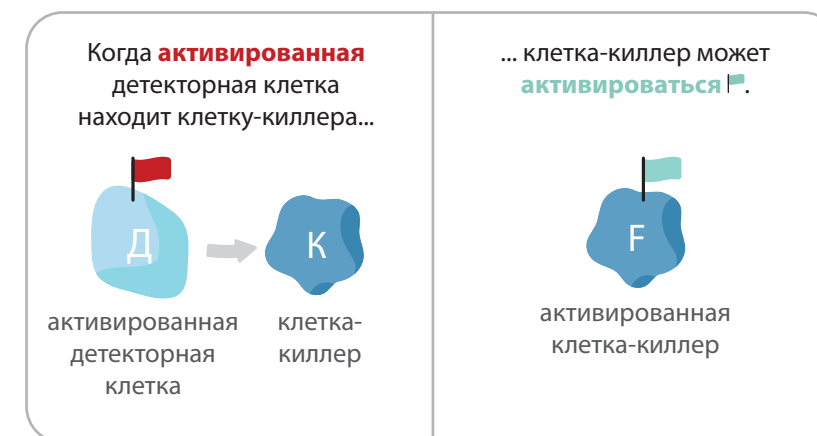 Когда активированная
детекторная клетка
находит клетку-киллера...
Д
К
активированная
детекторная
клетка
клетка-
киллер
... клетка-киллер может
активироваться .
F
активированная
клетка-киллер